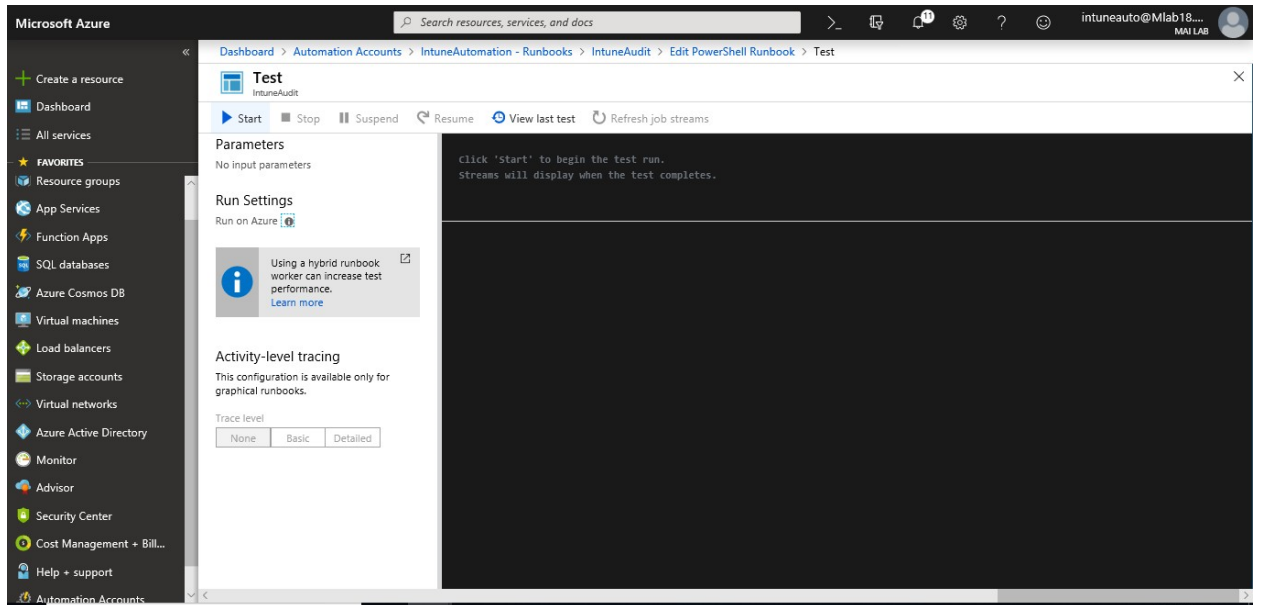 Microsoft Azure
Search resources, services, and docs
11
intuneauto@Mlab18....
MAI LAB
Dashboard > Automation Accounts > IntuneAutomation - Runbooks > IntuneAudit > Edit PowerShell Runbook > Test
Create a resource
Dashboard
All services
FAVORITES
Resource groups
App Services
Function Apps
SQL databases
Azure Cosmos DB
Virtual machines
Load balancers
Storage accounts
Virtual networks
Azure Active Directory
Monitor
Advisor
Security Center
Cost Management + Bill...
Help + support
Automation Accounts
Test
IntuneAudit
Start Stop Suspend Resume View last test Refresh job streams
Parameters
No input parameters
Run Settings
Run on Azure
Using a hybrid runbook
worker can increase test
performance.
Learn more
Activity-level tracing
This configuration is available only for
graphical runbooks.
Trace level
None Basic Detailed
Click 'Start' to begin the test run.
Streams will display when the test completes.